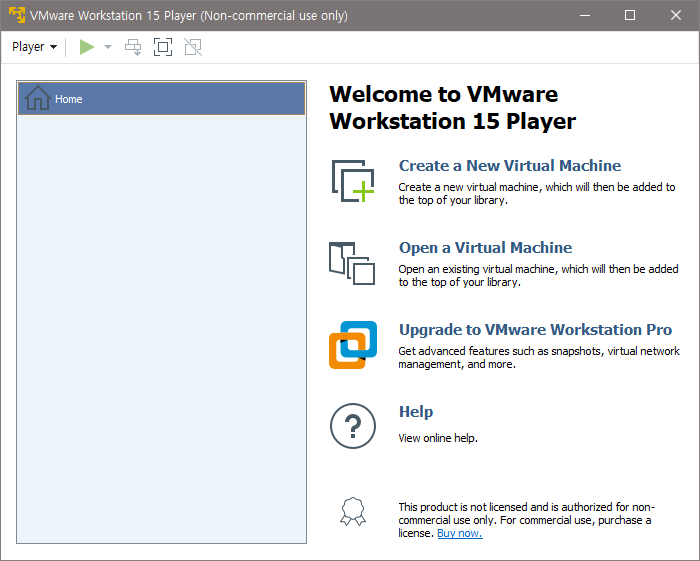 VMware Workstation 15 Player (Non-commercial use only)
Player
Home
Welcome to VMware
Workstation 15 Player
Create a New Virtual Machine
Create a new virtual machine, which will then be added to
the top of your library.
Open a Virtual Machine
Open an existing virtual machine, which will then be added
to the top of your library.
Upgrade to VMware Workstation Pro
Get advanced features such as snapshots, virtual network
management, and more.
?
Help
View online help.
This product is not licensed and is authorized for non-
commercial use only. For commercial use, purchase a
license. Buy now.